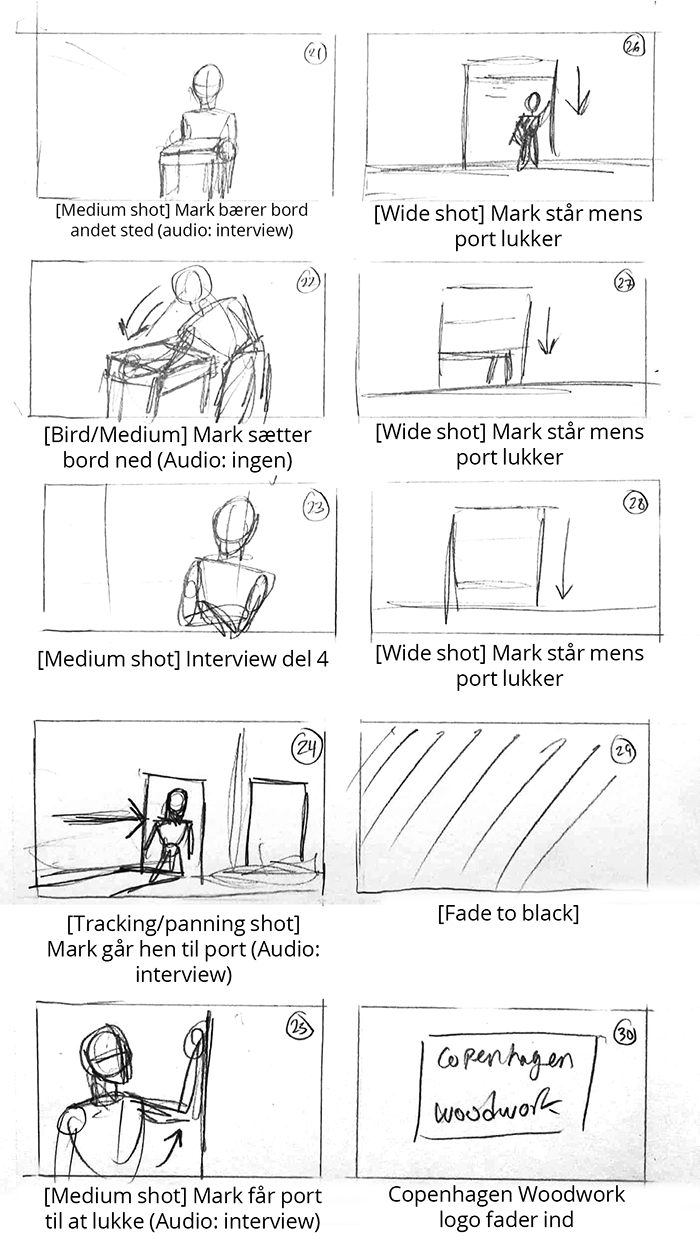 21
[Medium shot] Mark bærer bord
andet sted (audio: interview)
22
[Bird/Medium] Mark sætter
bord ned (Audio: ingen)
23
[Medium shot] Interview del 4
24
[Tracking/panning shot]
Mark går hen til port (Audio:
interview)
25
[Medium shot] Mark får port
til at lukke (Audio: interview)
26
[Wide shot] Mark står mens
port lukker
27
[Wide shot] Mark står mens
port lukker
28
[Wide shot] Mark står mens
port lukker
29
[Fade to black]
30
Copenhagen
woodwork
Copenhagen Woodwork
logo fader ind